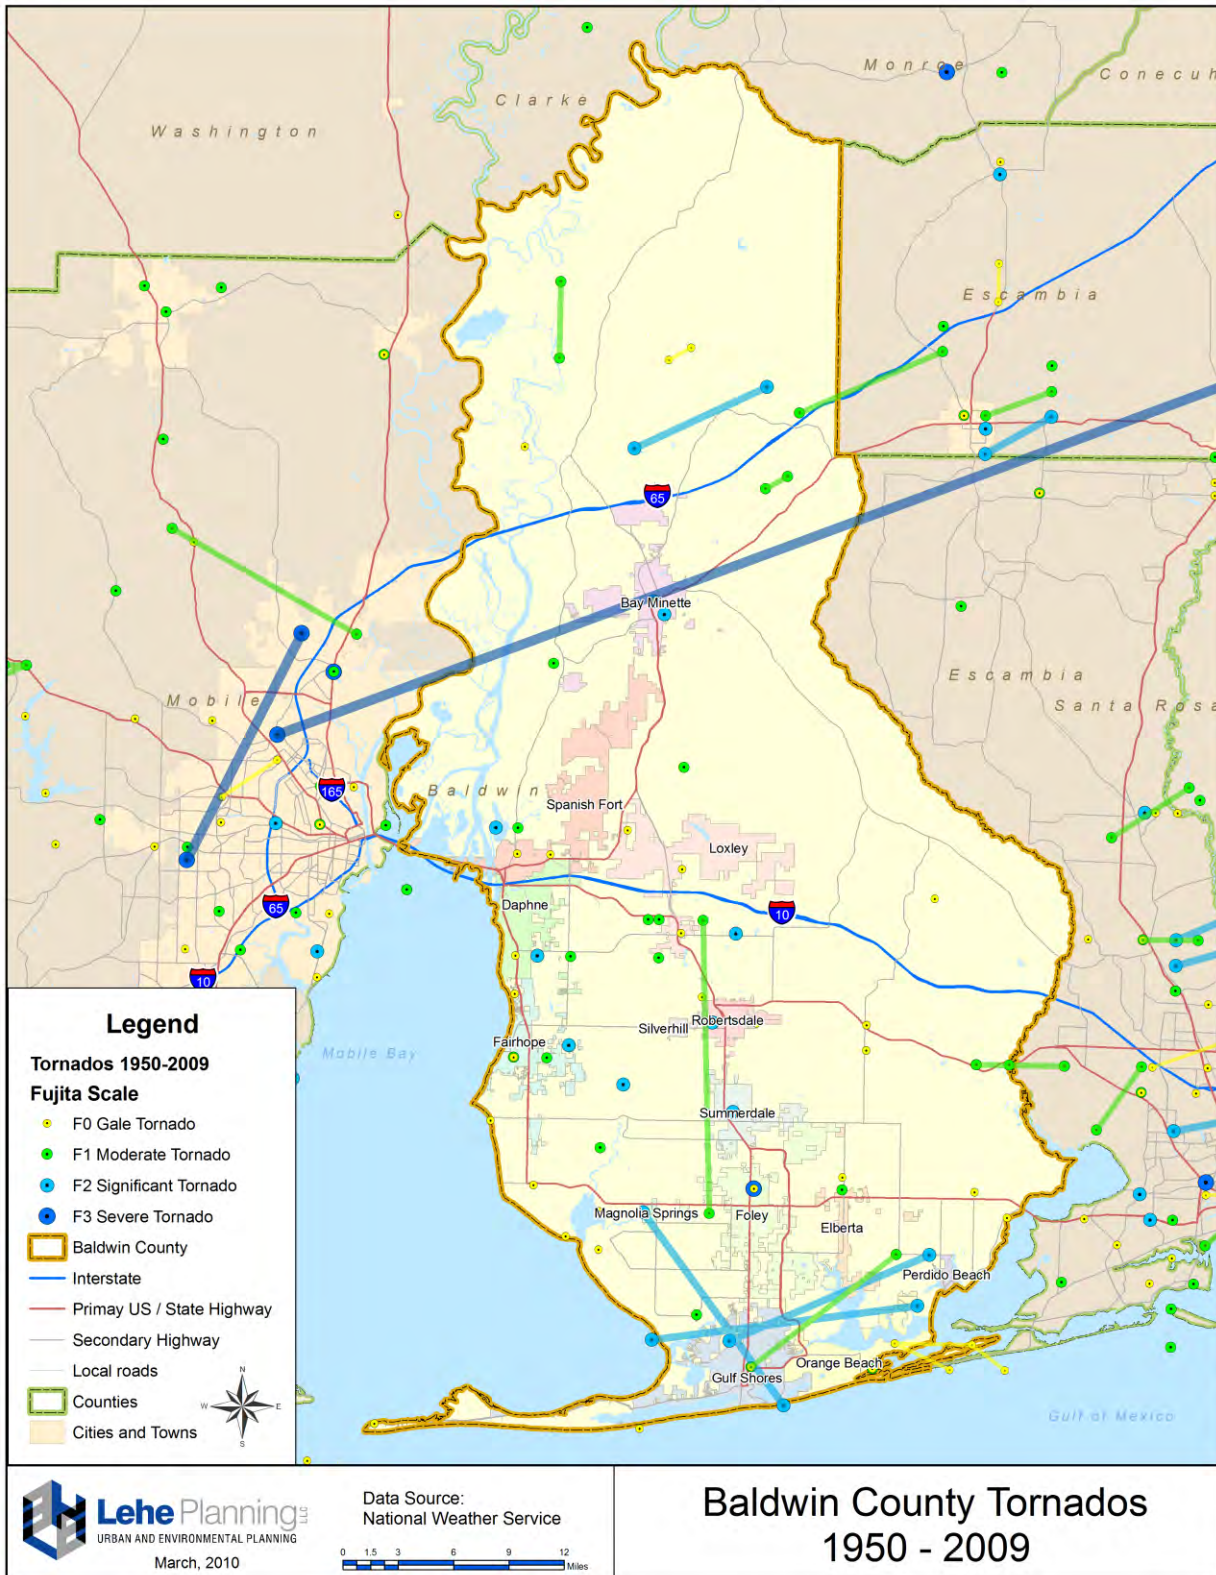 Monroe
Conecuh
Clarke
Washington
Escambia
65
Bay Minette
Escambia
Santa Rosa
Mobile
165
Baldwin
Spanish Fort
Loxley
65
Daphne
10
10
Robertsdale
Silverhill
Fairhope
Mobile Bay
Summerdale
Magnolia Springs
Foley
Elberta
Perdido Beach
Orange Beach
Gulf Shores
Gulf of Mexico
Legend
Tornados 1950-2009
Fujita Scale
F0 Gale Tornado
F1 Moderate Tornado
F2 Significant Tornado
F3 Severe Tornado
Baldwin County
Interstate
Primay US / State Highway
Secondary Highway
Local roads
Counties
Cities and Towns
N
W E
S
Lehe Planning LLC
URBAN AND ENVIRONMENTAL PLANNING
March, 2010
Data Source:
National Weather Service
0 1.5 3 6 9 12
Miles
Baldwin County Tornados
1950 - 2009